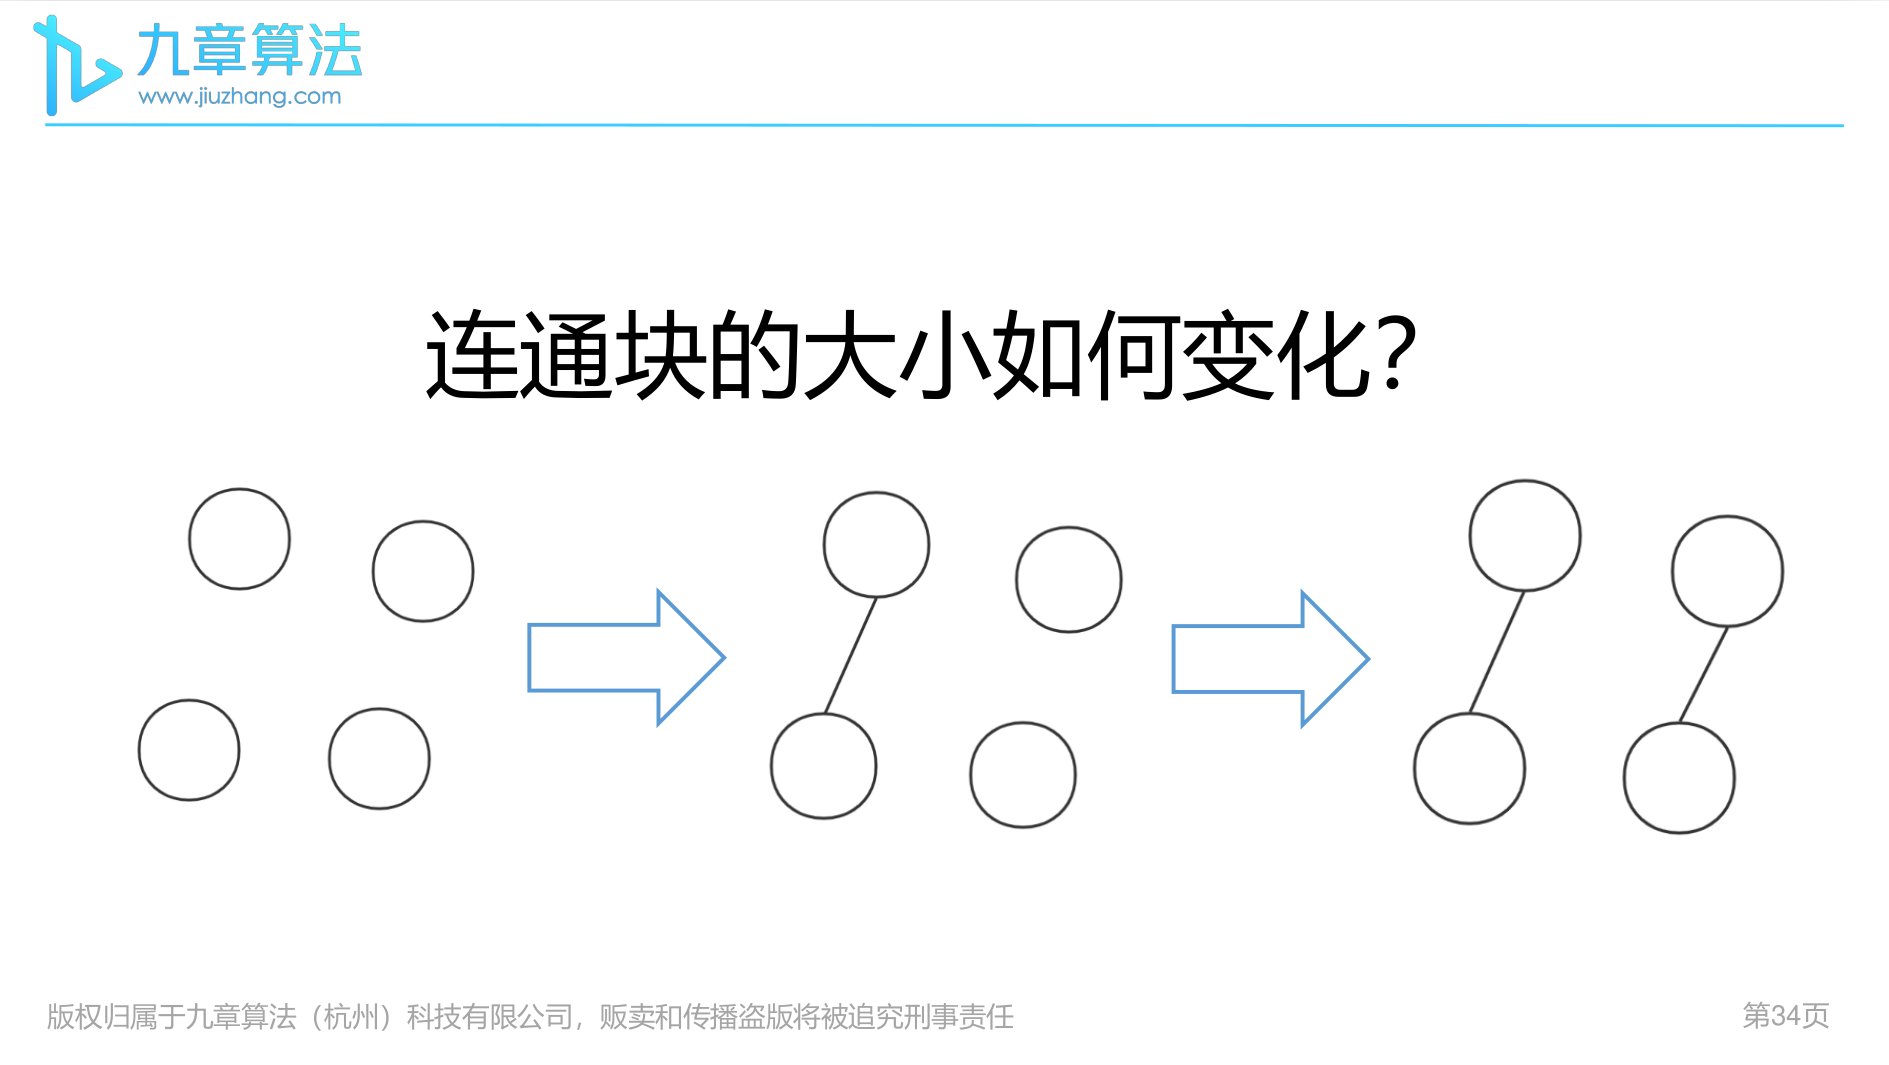 九章算法
www.jiuzhang.com
连通块的大小如何变化？
版权归属于九章算法（杭州）科技有限公司，贩卖和传播盗版将被追究刑事责任
第34页